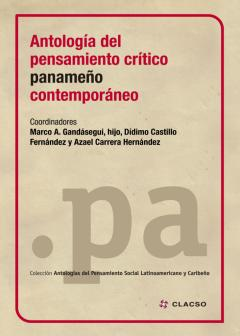 Antología del
pensamiento crítico
panameño
contemporáneo
Coordinadores
Marco A. Gandásegui, hijo, Dídimo Castillo
Fernández y Azael Carrera Hernández
.pa
Colección Antologías del Pensamiento Social Latinoamericano y Caribeño
CLACSO